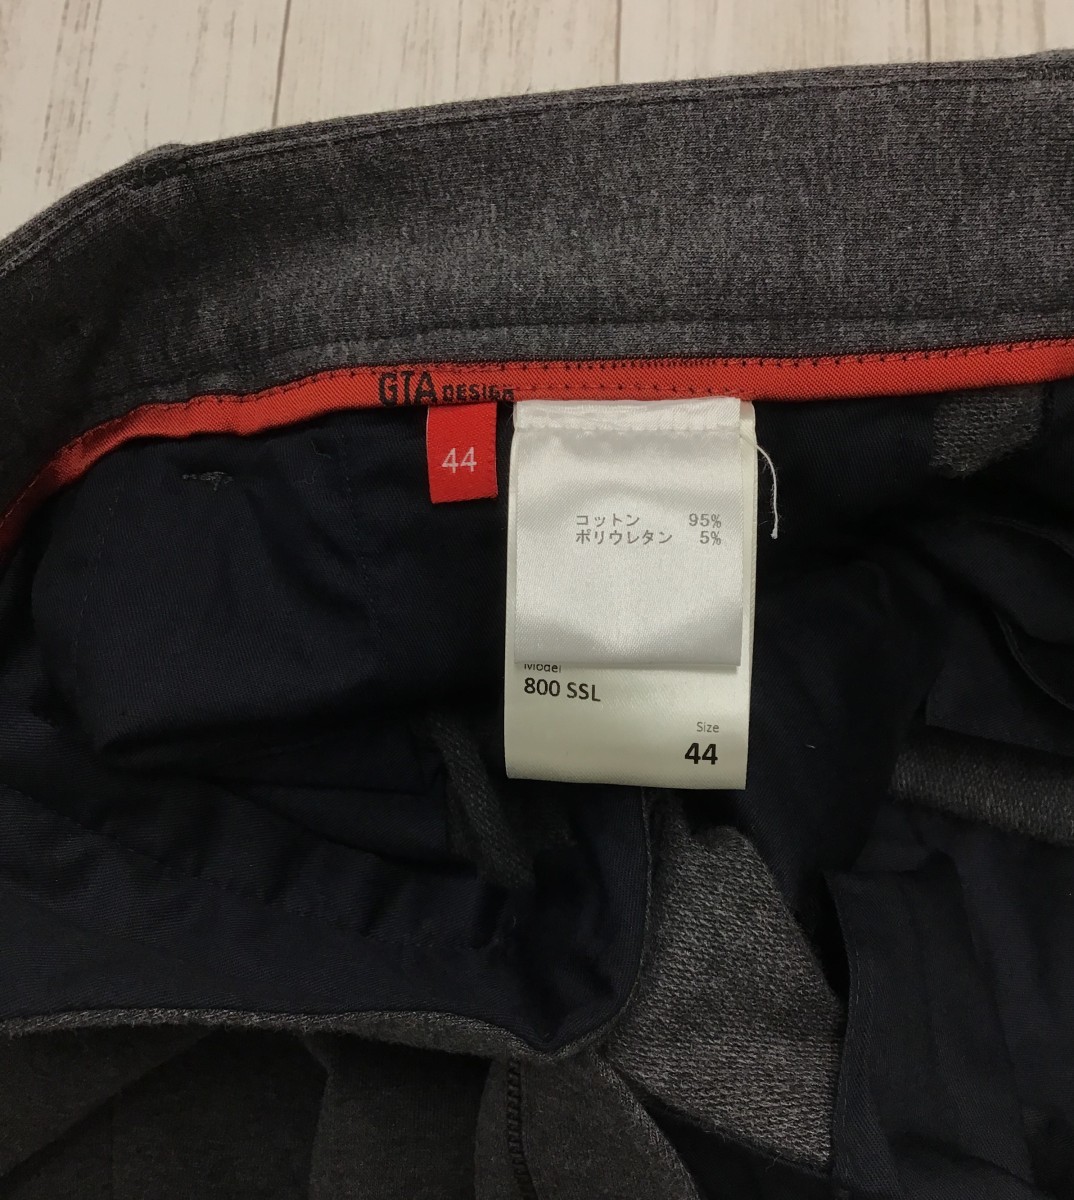 GTA DESIGN
44
コットン 95%
ポリウレタン 5%
Model
800 SSL
Size
44